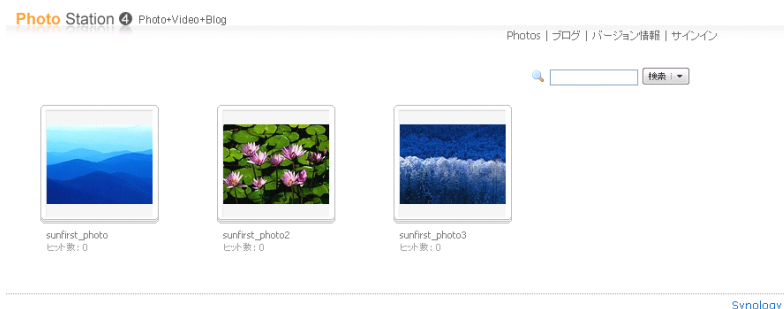 Photo Station 4 Photo+Video+Blog
Photos | ブログ | バージョン情報 | サインイン
検索
sunfirst_photo
ヒット数: 0
sunfirst_photo2
ヒット数: 0
sunfirst_photo3
ヒット数: 0
Synology